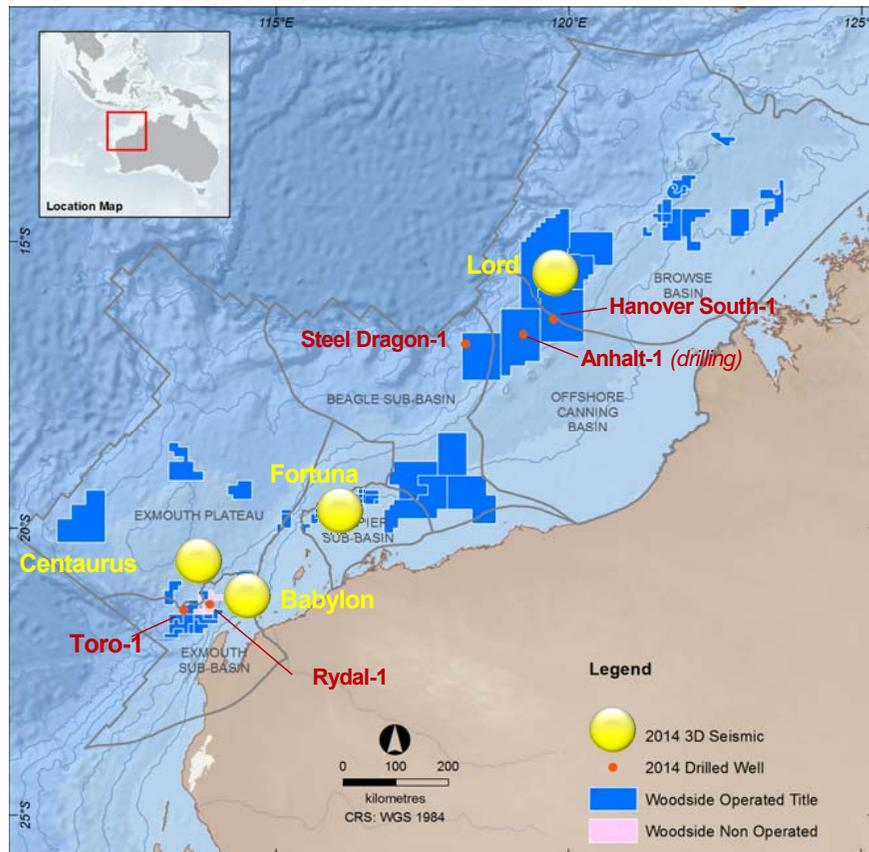 115°E
120°E
125°
15°S
20°S
25°S
Location Map
Lord
BROWSE
BASIN
Hanover South-1
Steel Dragon-1
Anhalt-1 (drilling)
BEAGLE SUB-BASIN
OFFSHORE
CANNING
BASIN
Fortuna
EXMOUTH PLATEAU
PIER
SUB-BASIN
Centaurus
Babylon
Toro-1
EXMOUTH
SUB-BASIN
Rydal-1
Legend
2014 3D Seismic
2014 Drilled Well
Woodside Operated Title
Woodside Non Operated
0 100 200
kilometres
CRS: WGS 1984